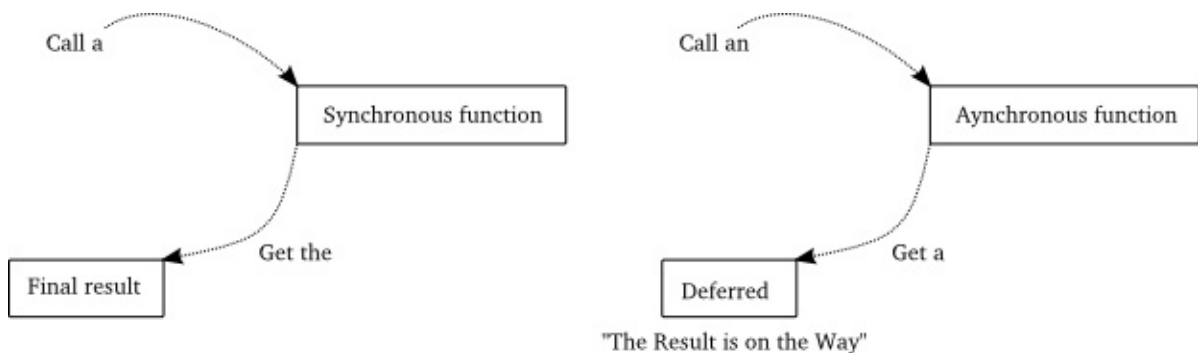 Call a
Synchronous function
Get the
Final result
Call an
Aynchronous function
Get a
Deferred
"The Result is on the Way"